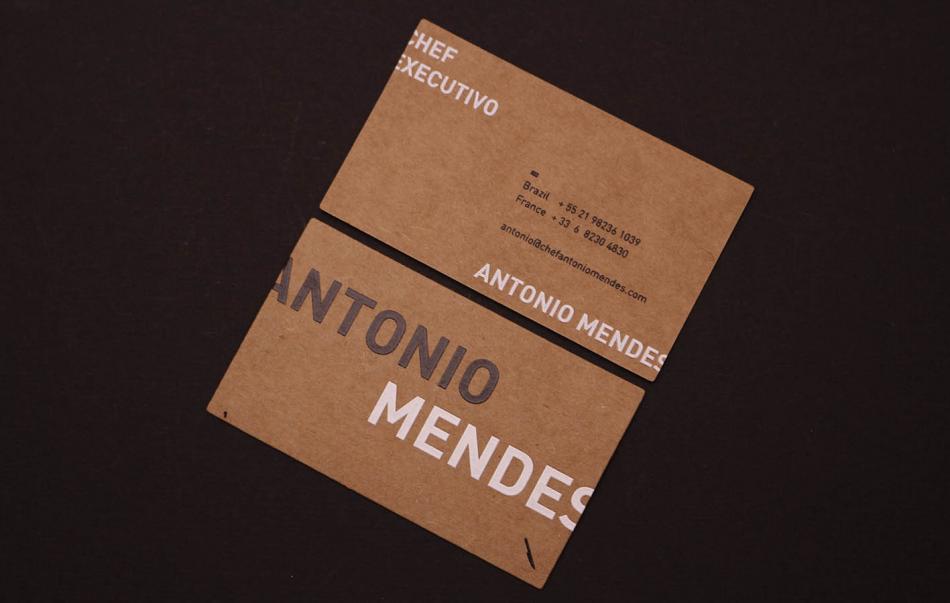 CHEF
EXECUTIVO
Brazil +55 21 98236 1039
France +33 6 8230 4830
antonio@chefantoniomendes.com
ANTONIO MENDES
ANTONIO
MENDES